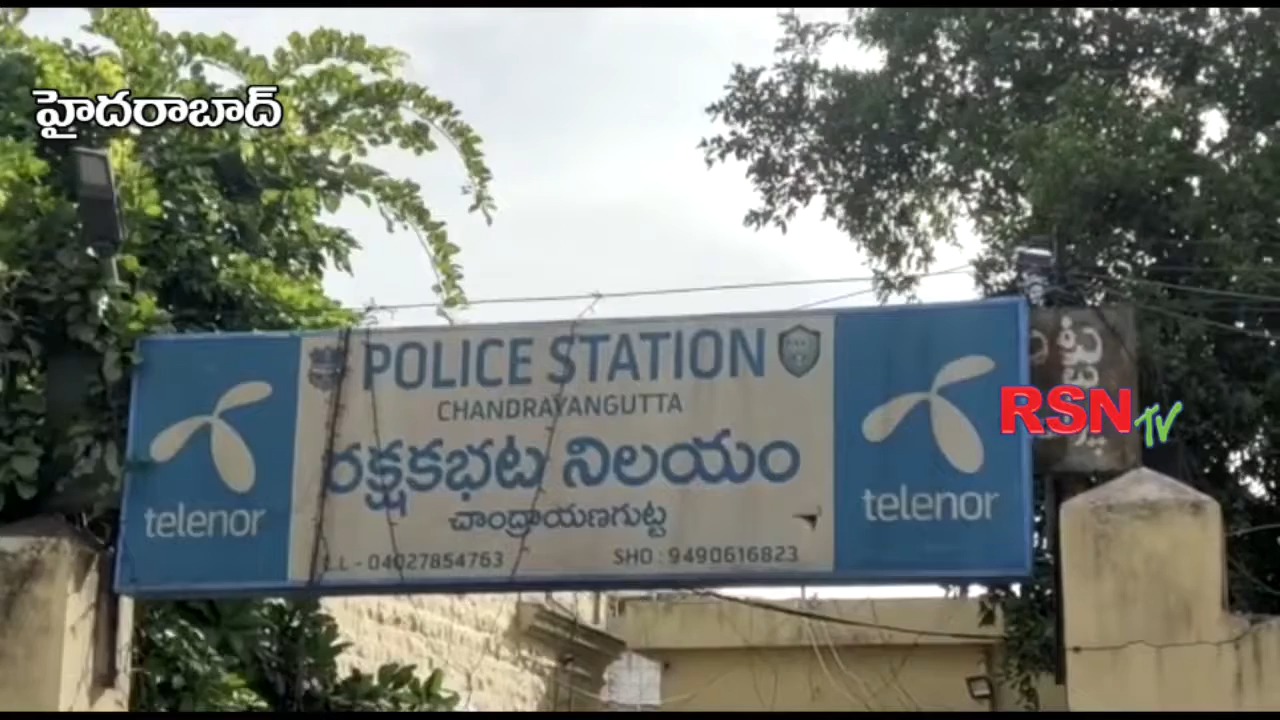 హైదరాబాద్
POLICE STATION
CHANDRAYANGUTTA
రక్షకభట నిలయం
చాంద్రాయణగుట్ట
L.L - 04027854763 SHO : 9490616823
telenor
telenor
RSN TV